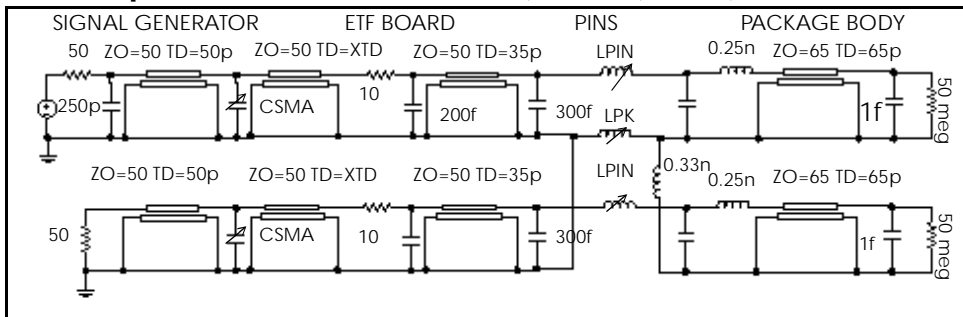 SIGNAL GENERATOR ETF BOARD PINS PACKAGE BODY
50 ZO=50 TD=50p ZO=50 TD=XTD ZO=50 TD=35p LPIN 0.25n ZO=65 TD=65p
250p CSMA 10 200f 300f LPK 1f 50 meg
ZO=50 TD=50p ZO=50 TD=XTD ZO=50 TD=35p LPIN 0.33n 0.25n ZO=65 TD=65p
50 CSMA 10 300f 1f 50 meg